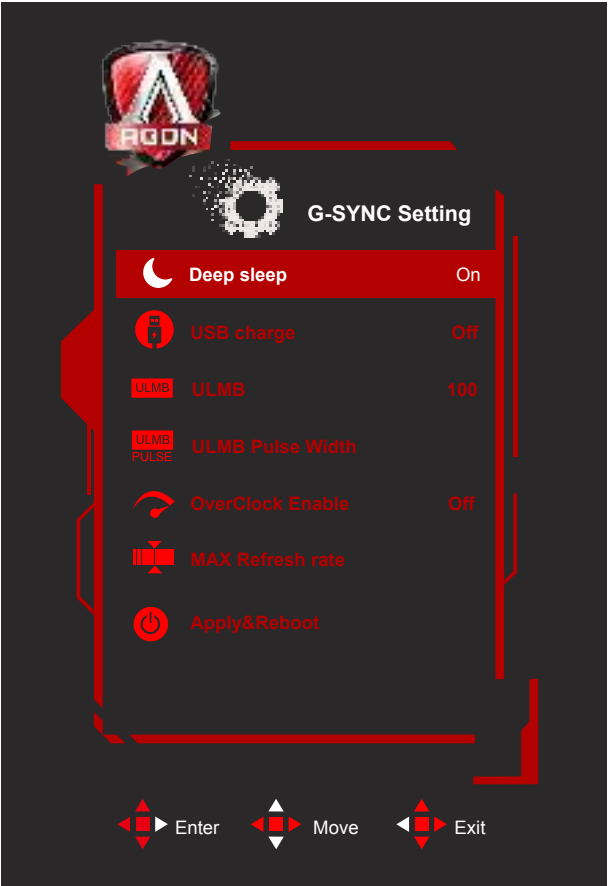 AGON
G-SYNC Setting
Deep sleep On
USB charge Off
ULMB ULMB 100
ULMB PULSE ULMB Pulse Width
OverClock Enable Off
MAX Refresh rate
Apply&Reboot
Enter Move Exit